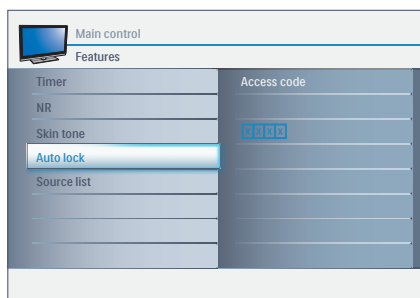 Main control
Features
Timer
NR
Skin tone
Auto lock
Source list
Access code
X X X X